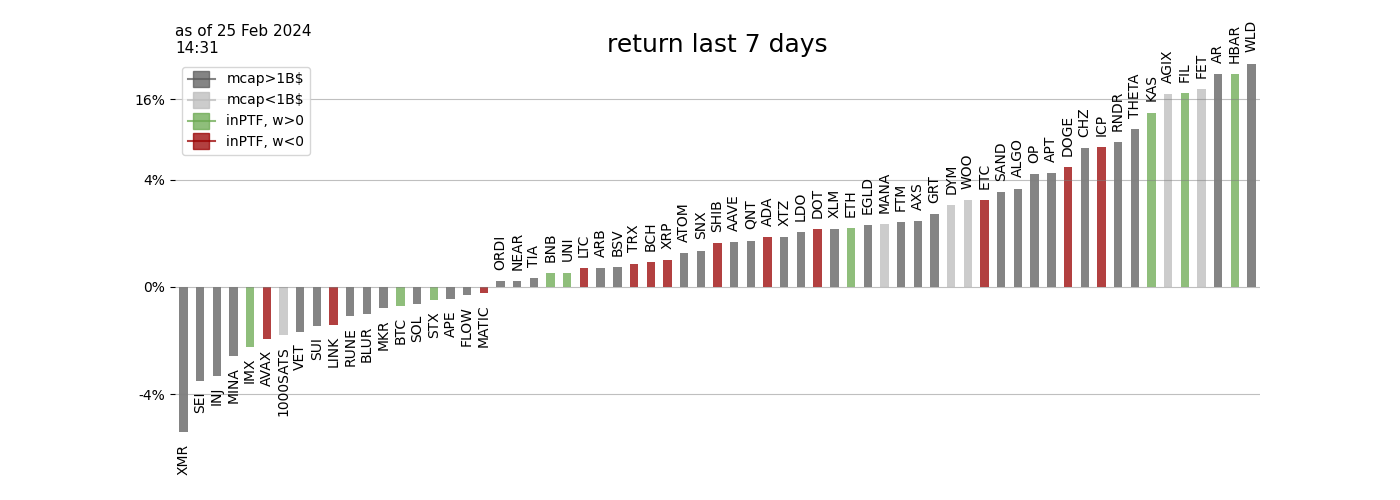 as of 25 Feb 2024
14:31
return last 7 days
mcap>1B$
mcap<1B$
inPTF, w>0
inPTF, w<0
16%
4%
0%
-4%
XMR
SEI
INJ
MINA
IMX
AVAX
1000SATS
VET
SUI
LINK
RUNE
BLUR
MKR
BTC
SOL
STX
APE
FLOW
MATIC
ORDI
NEAR
TIA
BNB
UNI
LTC
ARB
BSV
TRX
BCH
XRP
ATOM
SNX
SHIB
AAVE
QNT
ADA
XTZ
LDO
DOT
XLM
ETH
EGLD
MANA
FTM
AXS
GRT
DYM
WOO
ETC
SAND
ALGO
OP
APT
DOGE
CHZ
ICP
RNDR
THETA
KAS
AGIX
FIL
FET
AR
HBAR
WLD